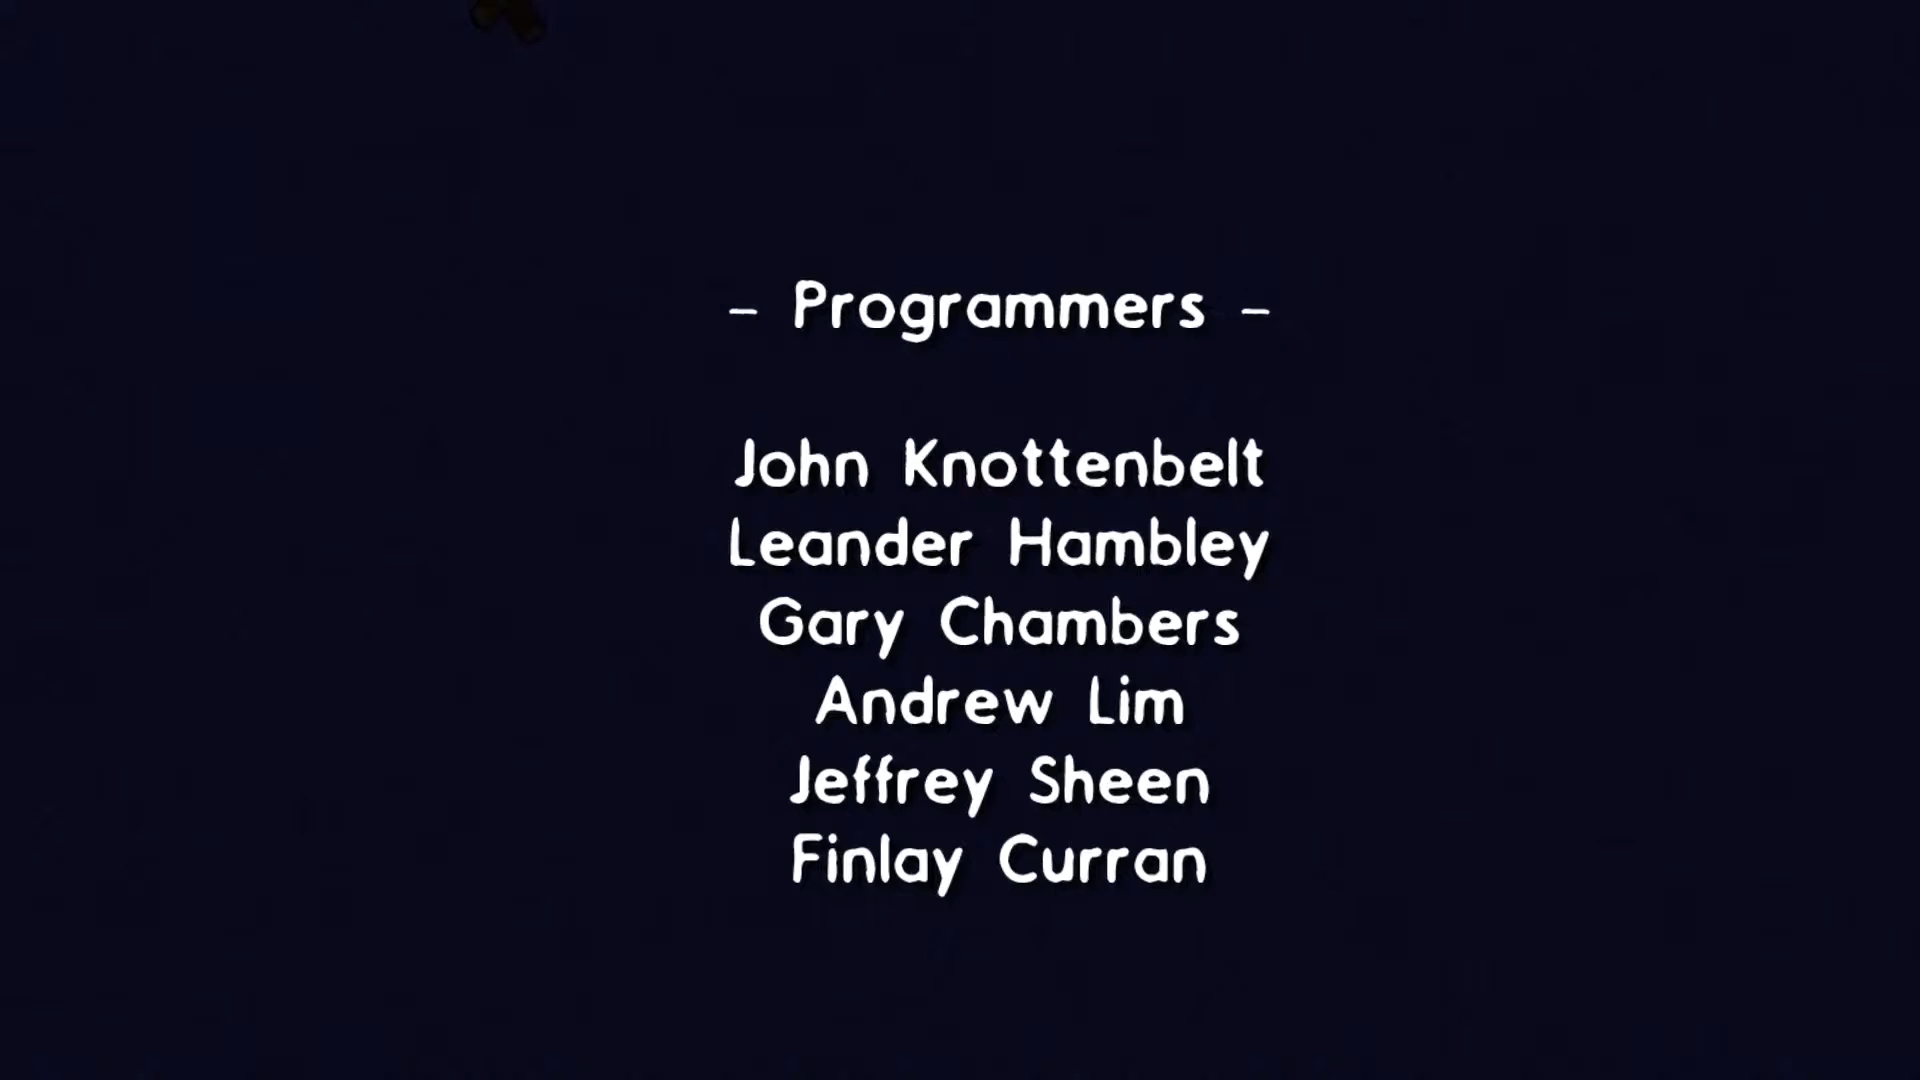 - Programmers -
John Knottenbelt
Leander Hambley
Gary Chambers
Andrew Lim
Jeffrey Sheen
Finlay Curran